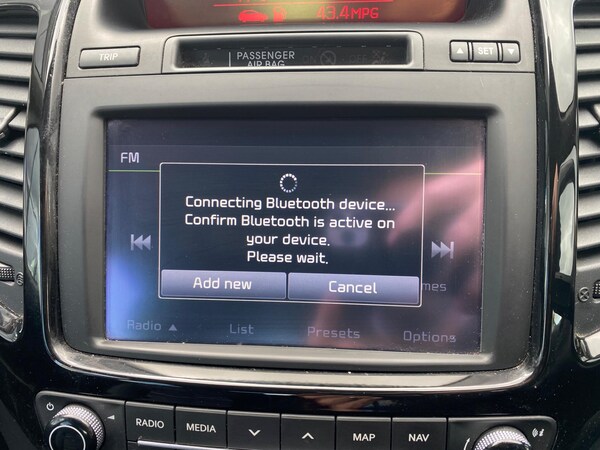 43.4MPG
TRIP
PASSENGER
AIR BAG
SET
FM
Connecting Bluetooth device...
Confirm Bluetooth is active on
your device.
Please wait.
Add new
Cancel
mes
Radio
List
Presets
Options
RADIO
MEDIA
MAP
NAV